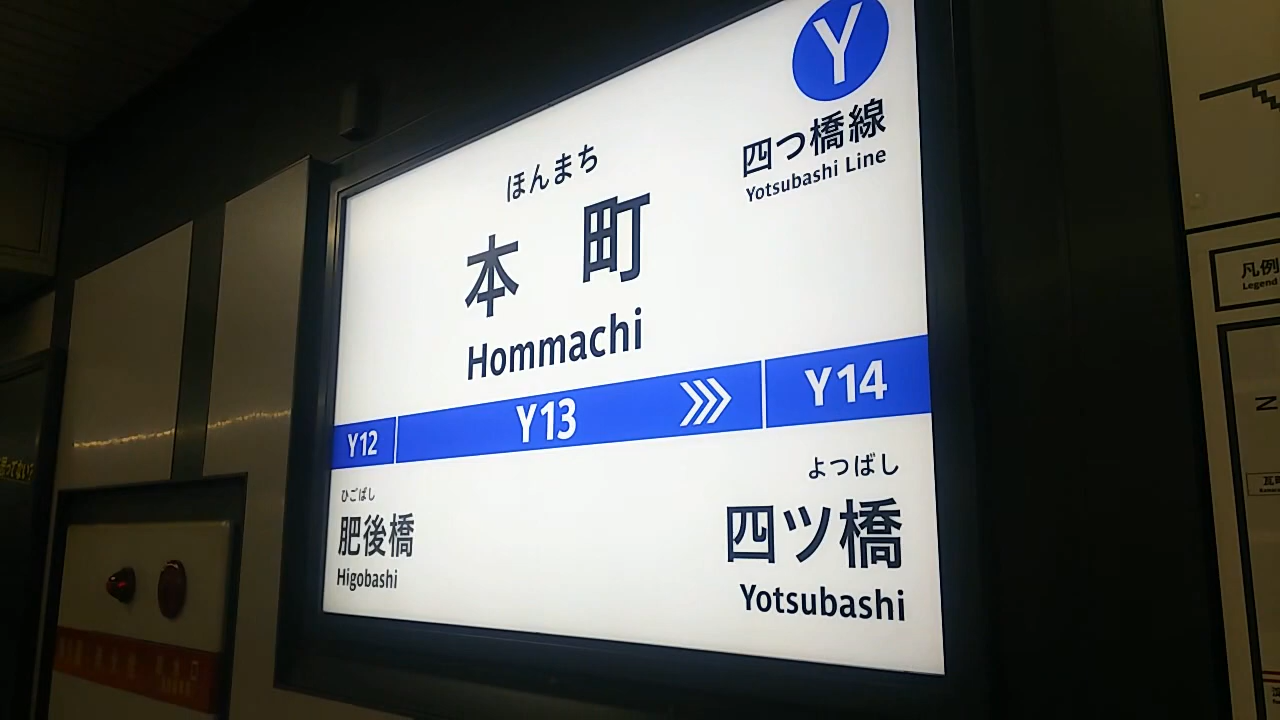 Y
四つ橋線
Yotsubashi Line
ほんまち
本町
Hommachi
Y12
Y13
Y14
ひごばし
肥後橋
Higobashi
よつばし
四ツ橋
Yotsubashi
凡例
Legend
N